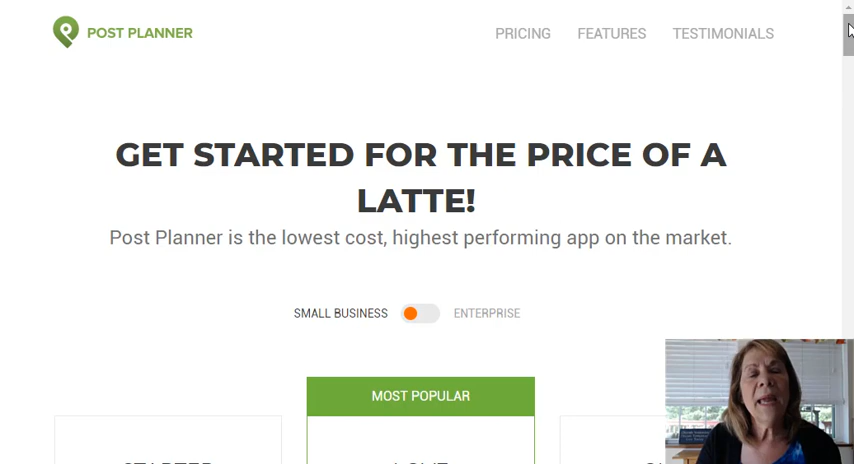 POST PLANNER
PRICING FEATURES TESTIMONIALS
GET STARTED FOR THE PRICE OF A
LATTE!
Post Planner is the lowest cost, highest performing app on the market.
SMALL BUSINESS ENTERPRISE
MOST POPULAR